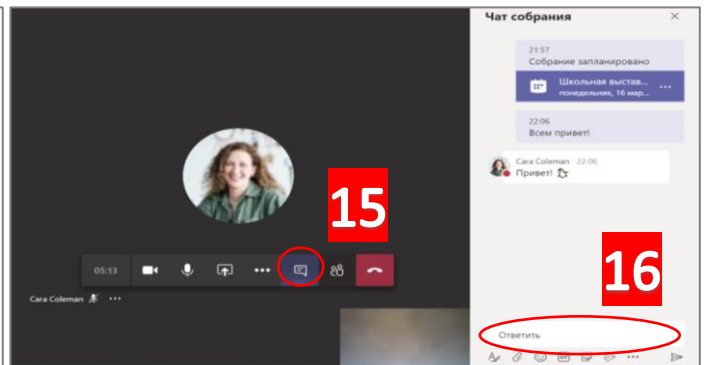 Чат собрания
21:57
Собрание запланировано
Школьная выстав...
понедельник, 16 мар...
22:06
Всем привет!
Cara Coleman 22:06
Привет!
15
05:13
Cara Coleman
16
Ответить